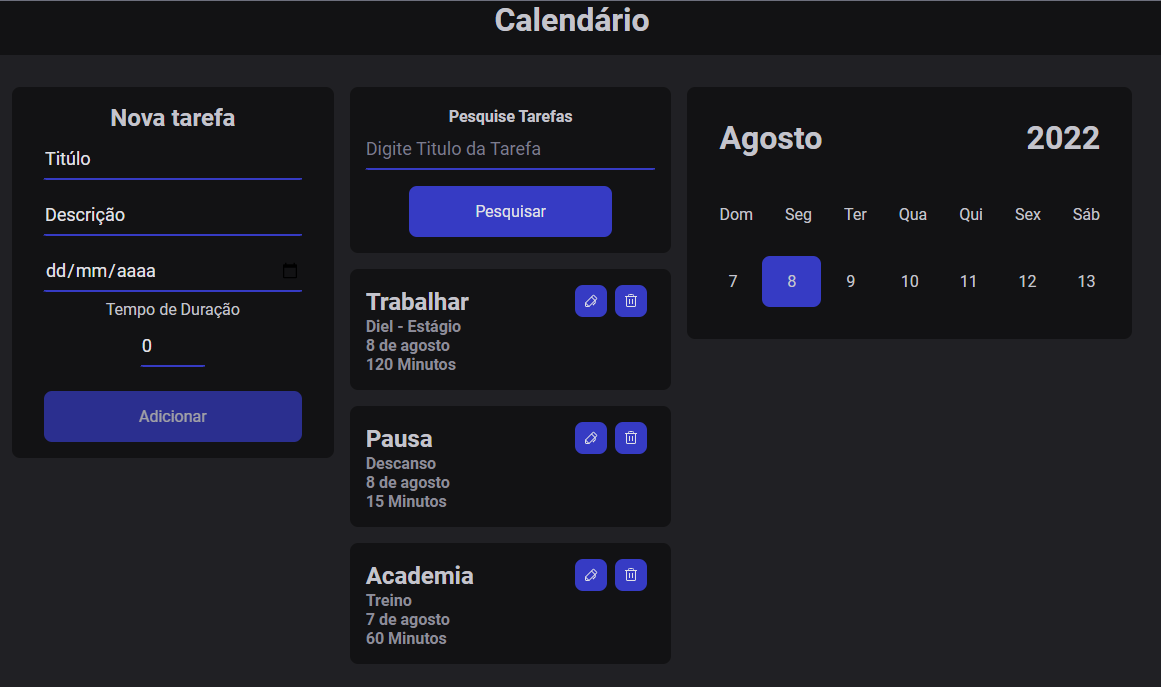 Calendário
Nova tarefa
Titúlo
Descrição
dd/mm/aaaa
Tempo de Duração
0
Adicionar
Pesquise Tarefas
Digite Titulo da Tarefa
Pesquisar
Trabalhar
Diel - Estágio
8 de agosto
120 Minutos
Pausa
Descanso
8 de agosto
15 Minutos
Academia
Treino
7 de agosto
60 Minutos
Agosto 2022
Dom Seg Ter Qua Qui Sex Sáb
7 8 9 10 11 12 13